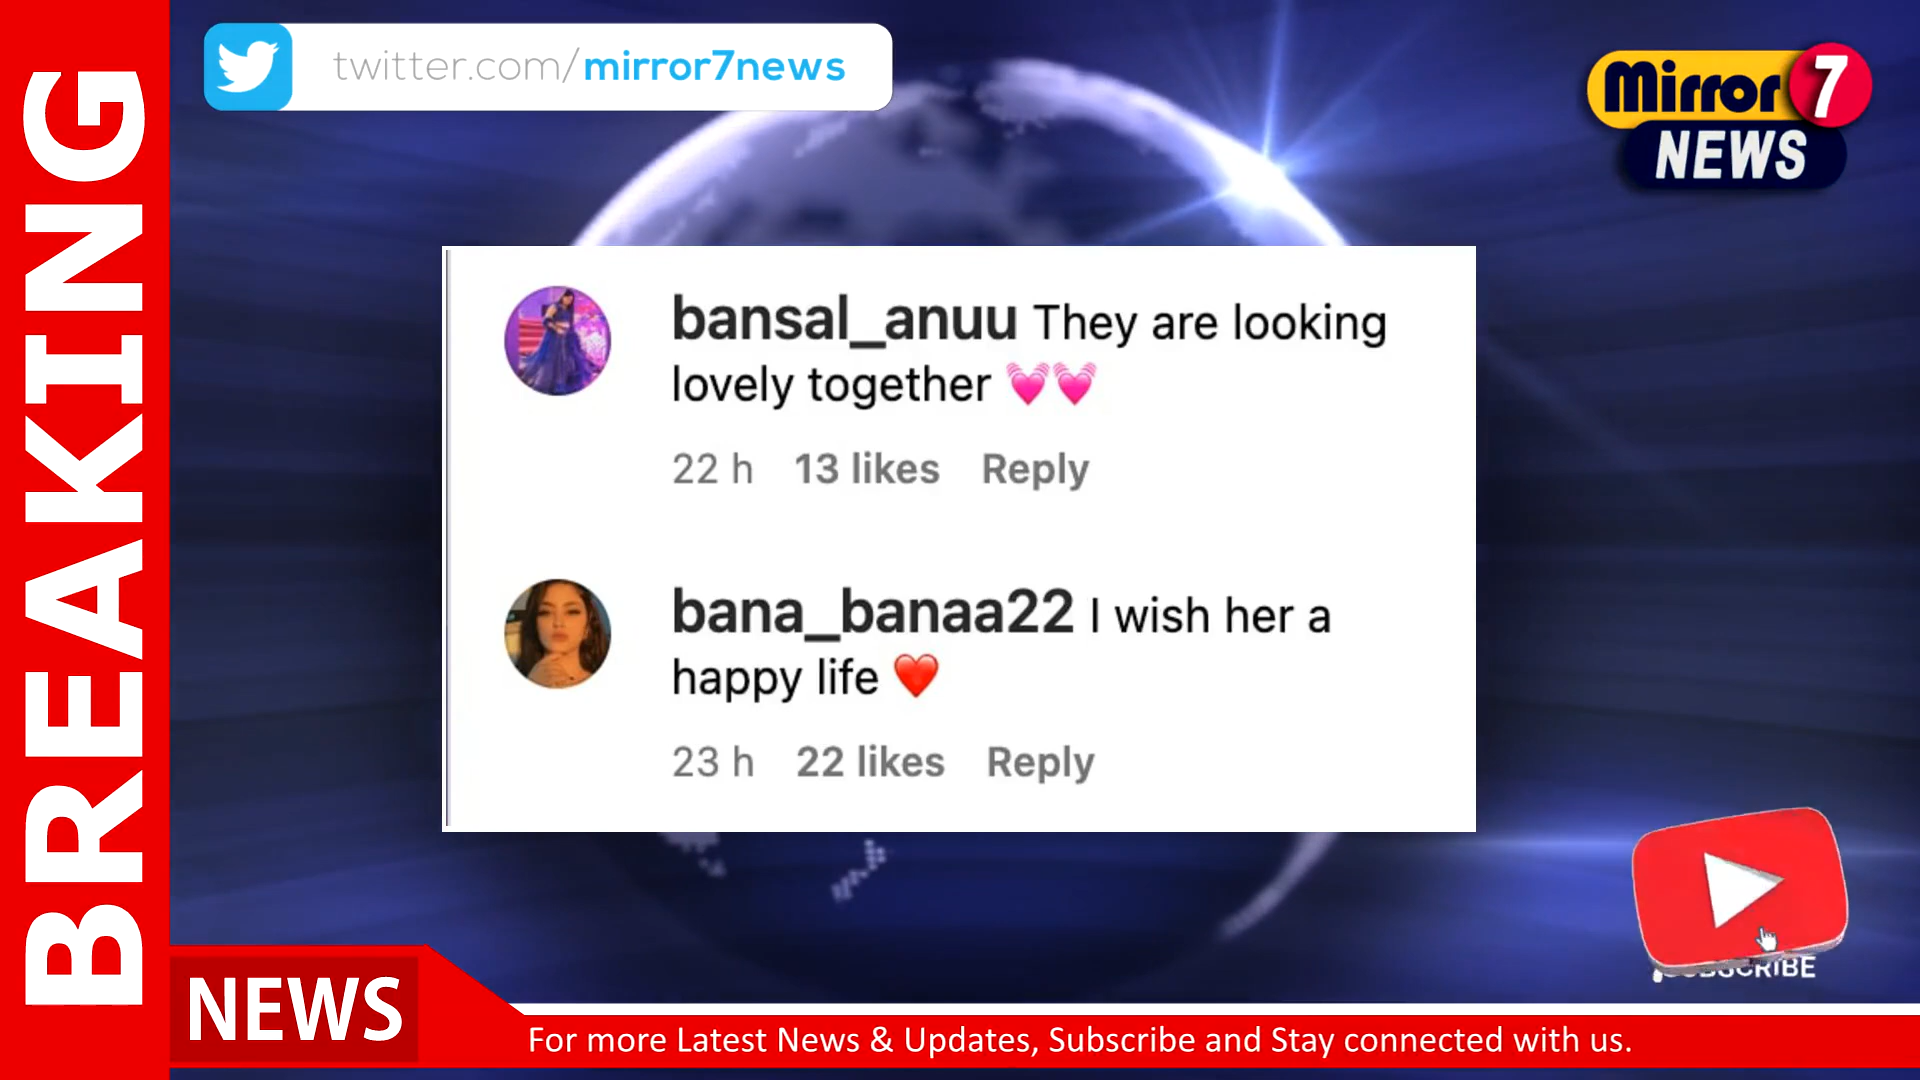 BREAKING
twitter.com/mirror7news
Mirror 7
NEWS
bansal_anuu They are looking
lovely together 💓💓
22 h 13 likes Reply
bana_banaa22 I wish her a
happy life ❤️
23 h 22 likes Reply
SUBSCRIBE
NEWS
For more Latest News & Updates, Subscribe and Stay connected with us.